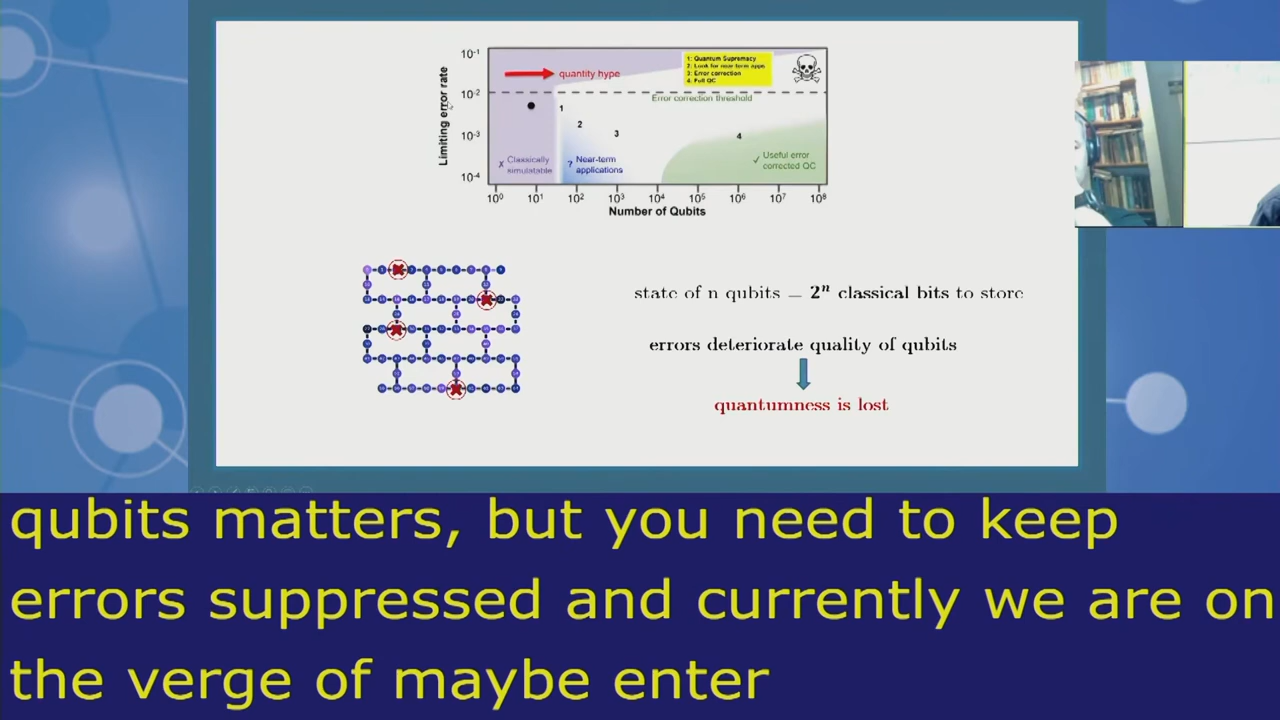 10⁻¹
10⁻²
10⁻³
10⁻⁴
Limiting error rate
quantity hype
1: Quantum Supremacy
2: Look for near term apps
3: Error correction
4: Full QC
Error correction threshold
1
2
3
4
✗ Classically
simulatable
? Near-term
applications
✓ Useful error
corrected QC
10⁰ 10¹ 10² 10³ 10⁴ 10⁵ 10⁶ 10⁷ 10⁸
Number of Qubits
state of n qubits = 2ⁿ classical bits to store
errors deteriorate quality of qubits
quantumness is lost
qubits matters, but you need to keep
errors suppressed and currently we are on
the verge of maybe enter